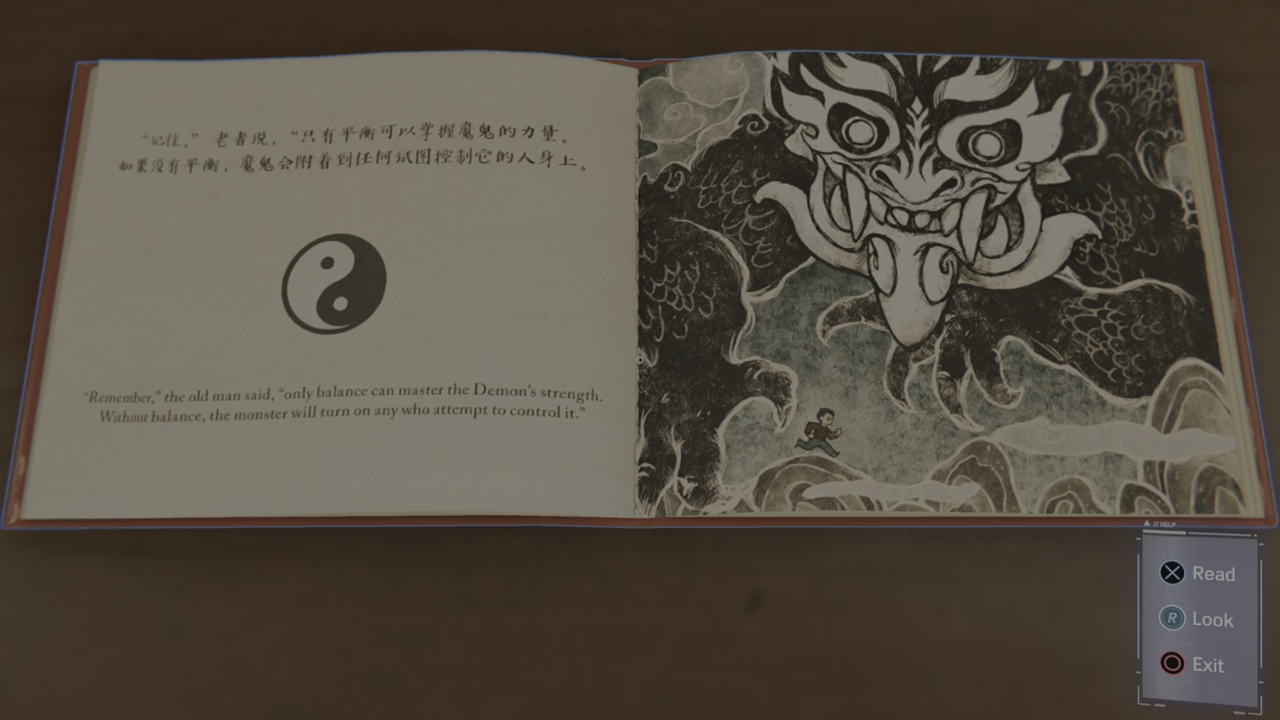 “记住。” 老者说，“只有平衡可以掌握魔鬼的力量。
如果没有平衡，魔鬼会附着到任何试图控制它的人身上。
“Remember,” the old man said, “only balance can master the Demon’s strength.
Without balance, the monster will turn on any who attempt to control it.”
// HELP
Read
R Look
Exit